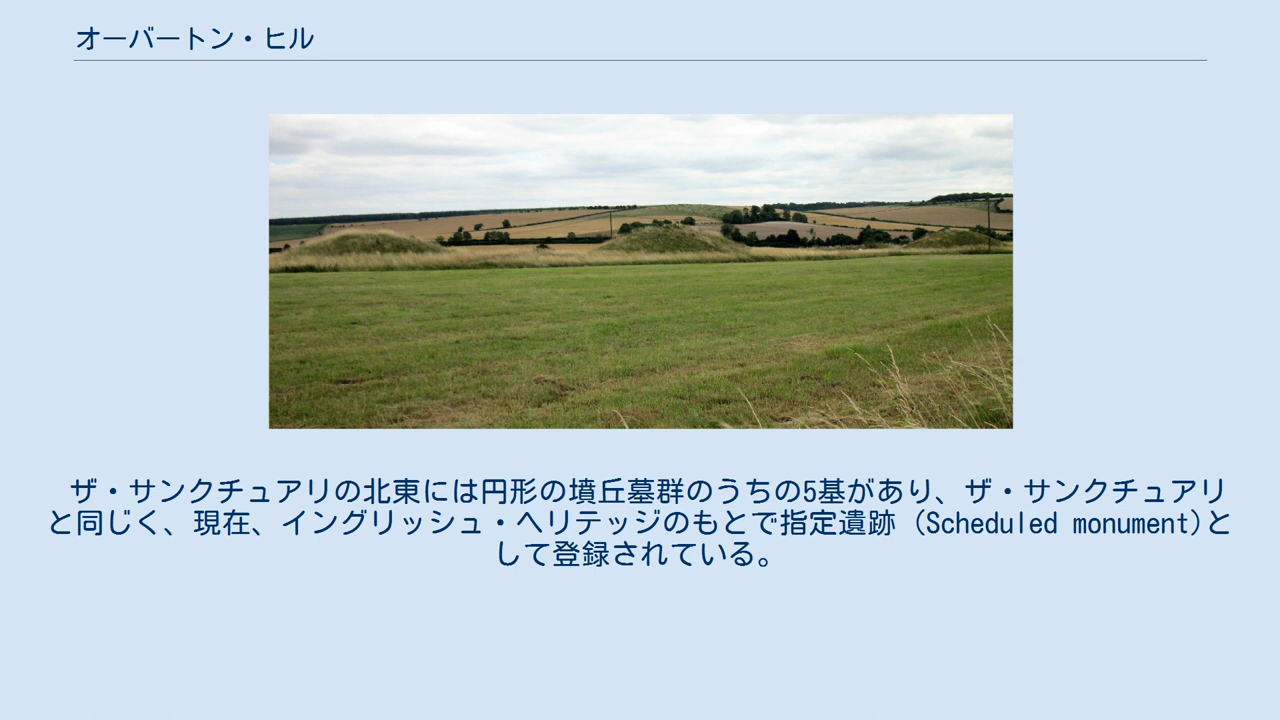 オーバートン・ヒル
ザ・サンクチュアリの北東には円形の墳丘墓群のうちの5基があり、ザ・サンクチュアリ
と同じく、現在、イングリッシュ・ヘリテッジのもとで指定遺跡 (Scheduled monument)と
して登録されている。